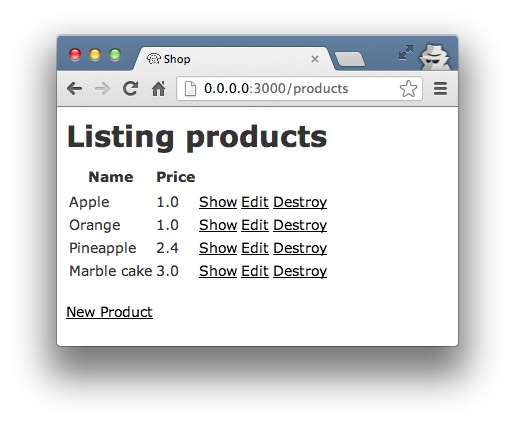 Shop
0.0.0.0:3000/products
Listing products
Name Price
Apple 1.0 Show Edit Destroy
Orange 1.0 Show Edit Destroy
Pineapple 2.4 Show Edit Destroy
Marble cake 3.0 Show Edit Destroy
New Product